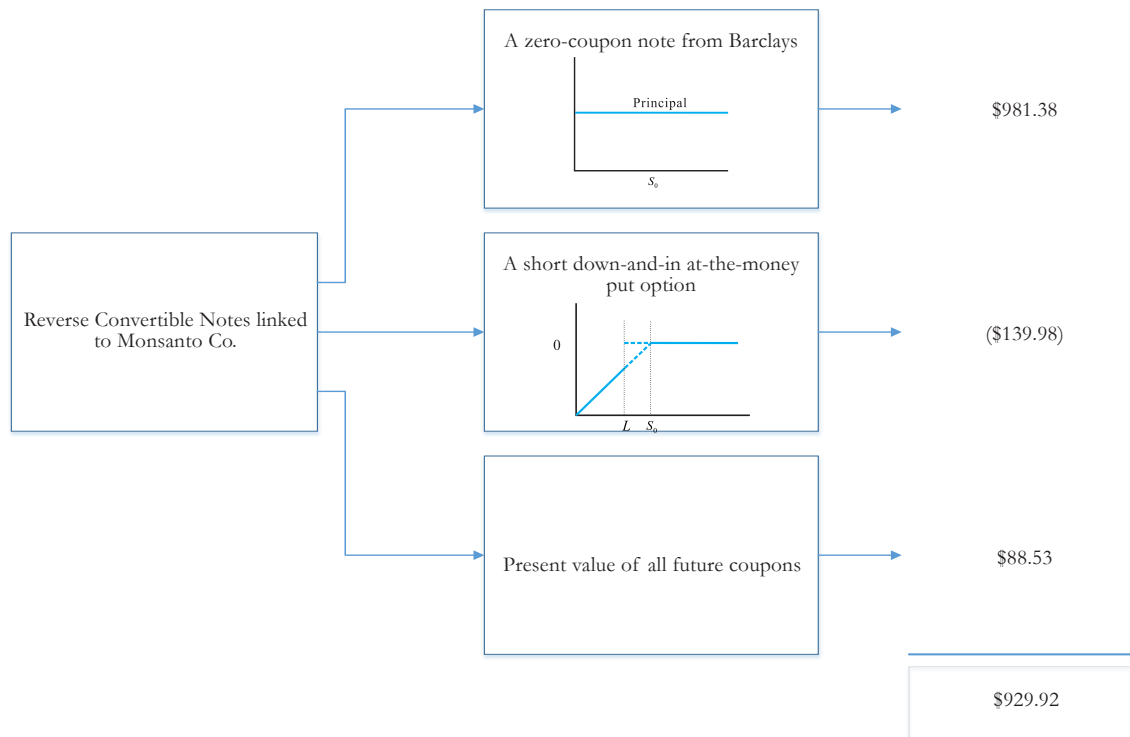 A zero-coupon note from Barclays
Principal
S₀
$981.38
Reverse Convertible Notes linked
to Monsanto Co.
A short down-and-in at-the-money
put option
0
L S₀
($139.98)
Present value of all future coupons
$88.53
$929.92